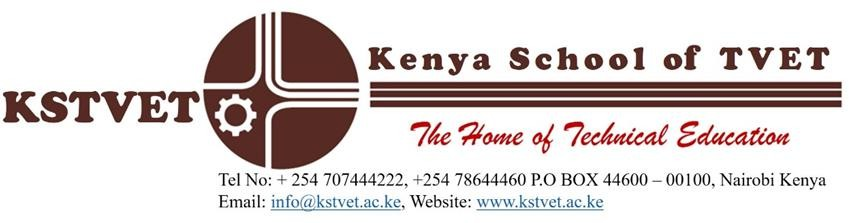 KSTVET
Kenya School of TVET
The Home of Technical Education
Tel No: + 254 707444222, +254 78644460 P.O BOX 44600 – 00100, Nairobi Kenya
Email: info@kstvet.ac.ke, Website: www.kstvet.ac.ke